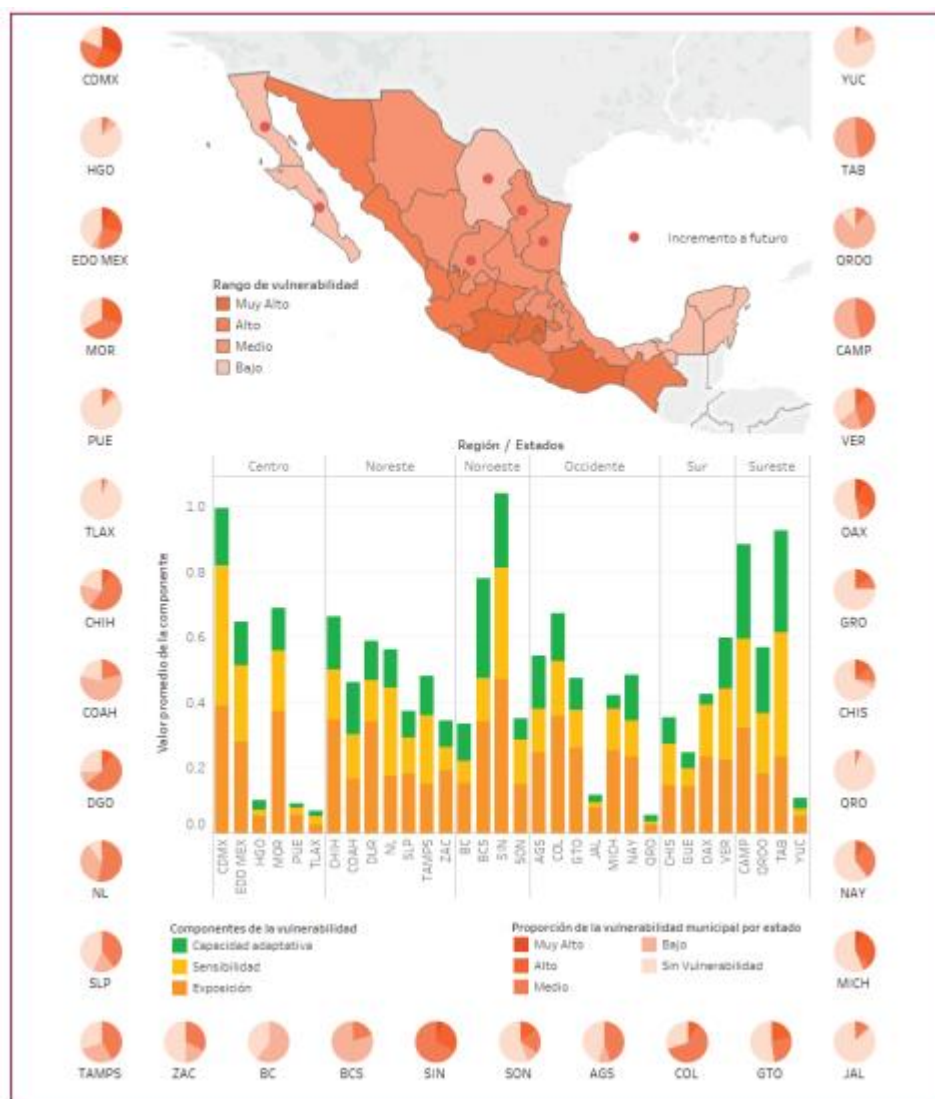 CDMX
HGO
EDO MEX
MOR
PUE
TLAX
CHIH
COAH
DGO
NL
SLP
TAMPS
ZAC
BC
BCS
SIN
SON
AGS
COL
GTO
JAL
YUC
TAB
QROO
CAMP
VER
OAX
GRO
CHIS
QRO
NAY
MICH
Incremento a futuro
Rango de vulnerabilidad
Muy Alto
Alto
Medio
Bajo
Región / Estados
Centro Noreste Noroeste Occidente Sur Sureste
Valor promedio de la componente
1.0
0.8
0.6
0.4
0.2
0.0
CDMX EDO MEX HGO MOR PUE TLAX CHIH COAH DUR NL SLP TAMPS ZAC BC BCS SIN SON AGS COL GTO JAL MICH NAY QRO CHIS GUE OAX VER CAMP QROO TAB YUC
Componentes de la vulnerabilidad
Capacidad adaptativa
Sensibilidad
Exposición
Proporción de la vulnerabilidad municipal por estado
Muy Alto
Alto
Medio
Bajo
Sin Vulnerabilidad